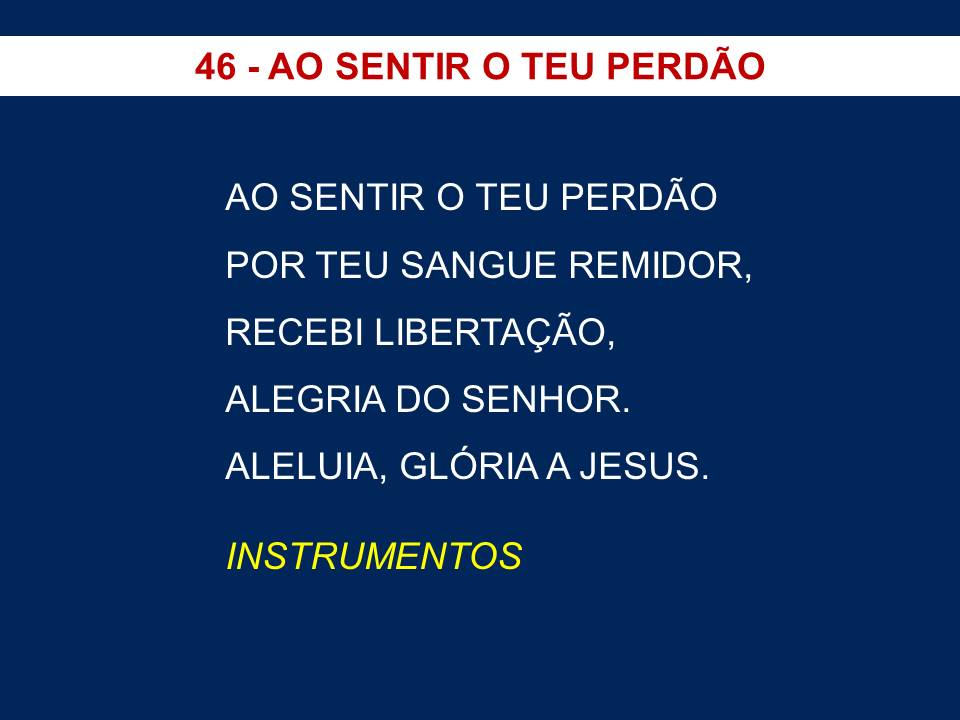 46 - AO SENTIR O TEU PERDÃO
AO SENTIR O TEU PERDÃO
POR TEU SANGUE REMIDOR,
RECEBI LIBERTAÇÃO,
ALEGRIA DO SENHOR.
ALELUIA, GLÓRIA A JESUS.
INSTRUMENTOS